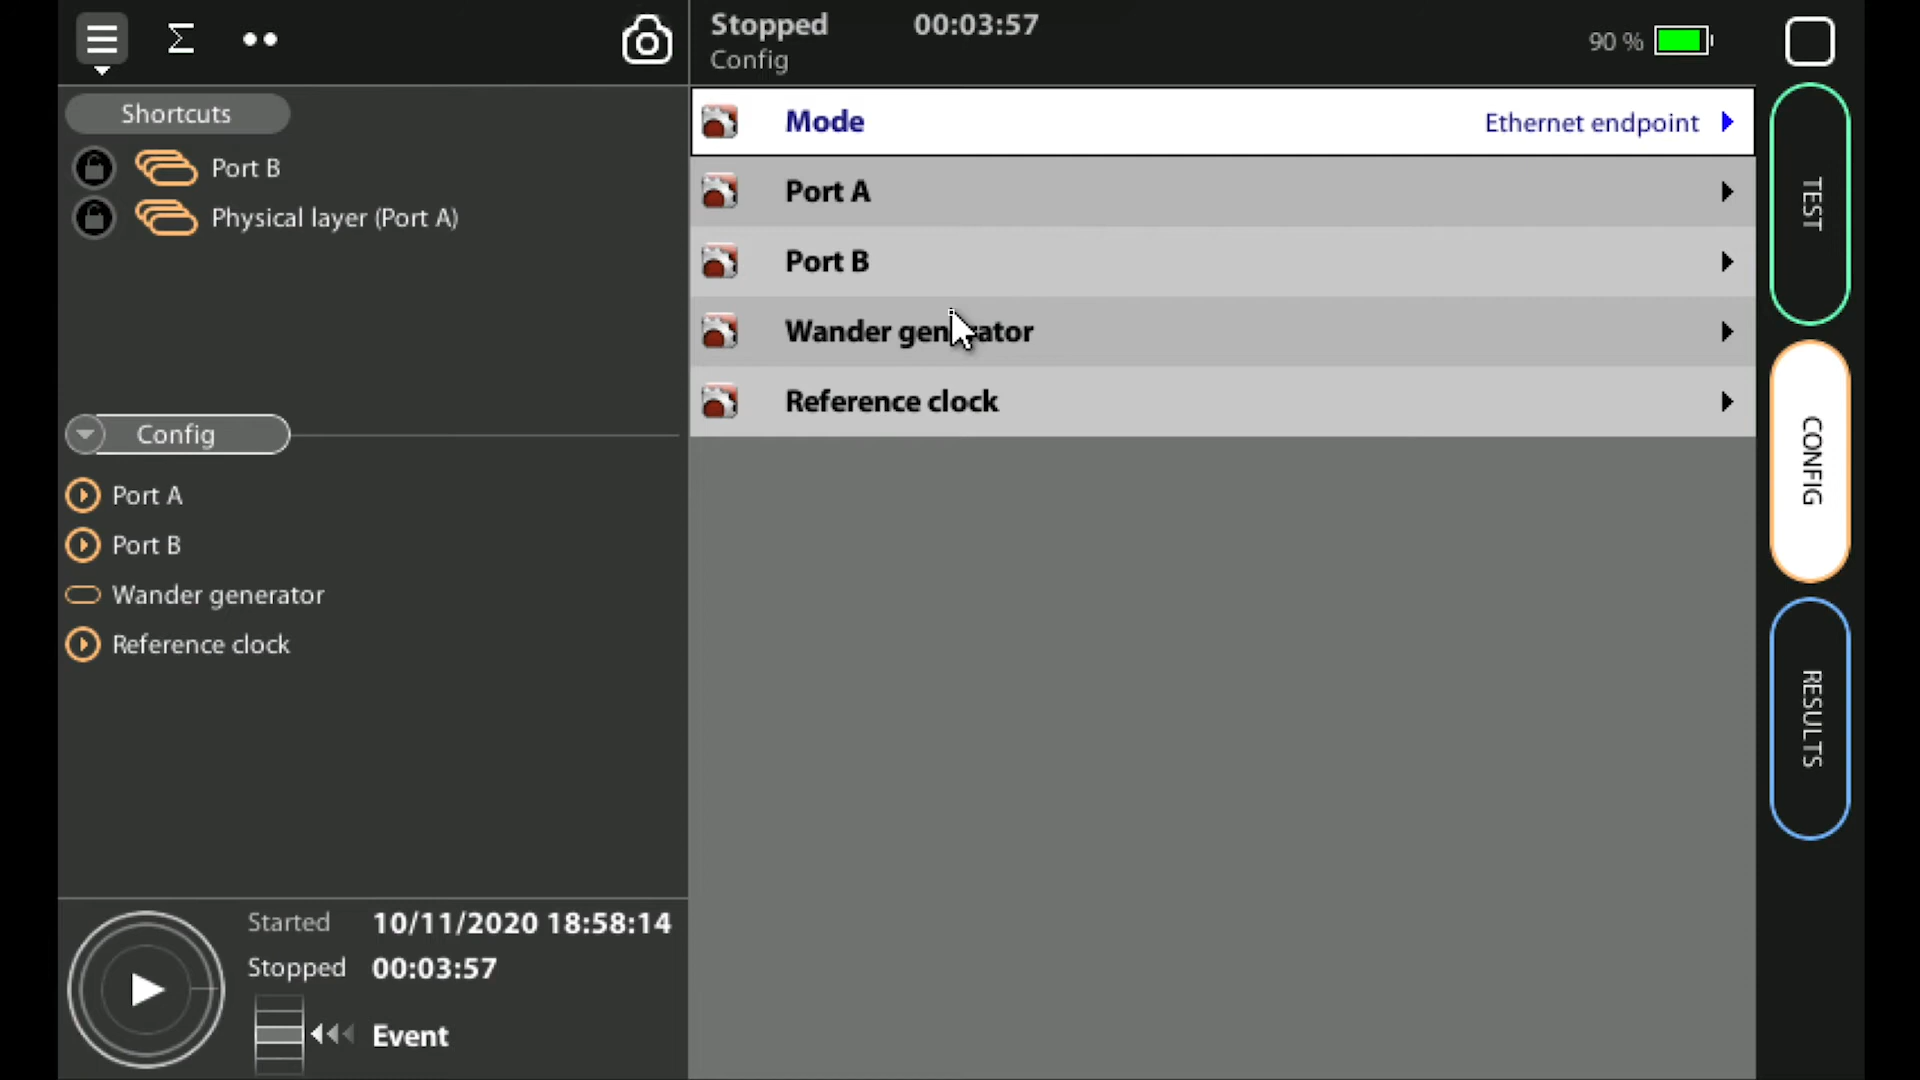 Stopped 00:03:57
Config
90 %
Shortcuts
Port B
Physical layer (Port A)
Config
Port A
Port B
Wander generator
Reference clock
Started 10/11/2020 18:58:14
Stopped 00:03:57
Event
Mode Ethernet endpoint
Port A
Port B
Wander generator
Reference clock
TEST
CONFIG
RESULTS